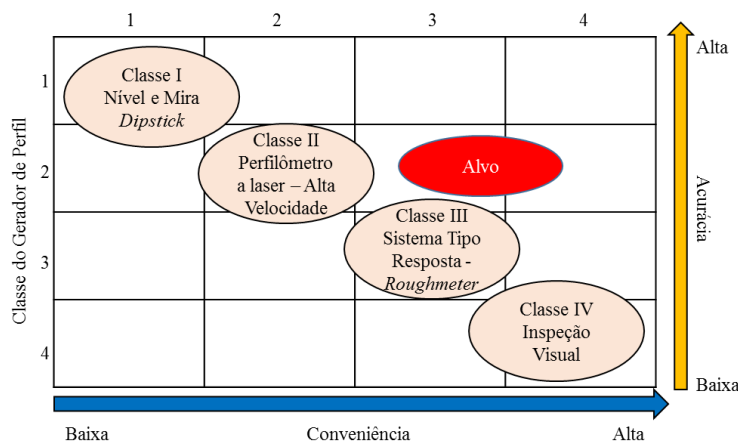 1
2
3
4
Alta
Classe do Gerador de Perfil
1
2
3
4
Classe I
Nível e Mira
Dipstick
Classe II
Perfilômetro
a laser – Alta
Velocidade
Alvo
Classe III
Sistema Tipo
Resposta -
Roughmeter
Classe IV
Inspeção
Visual
Acurácia
Baixa
Baixa
Conveniência
Alta